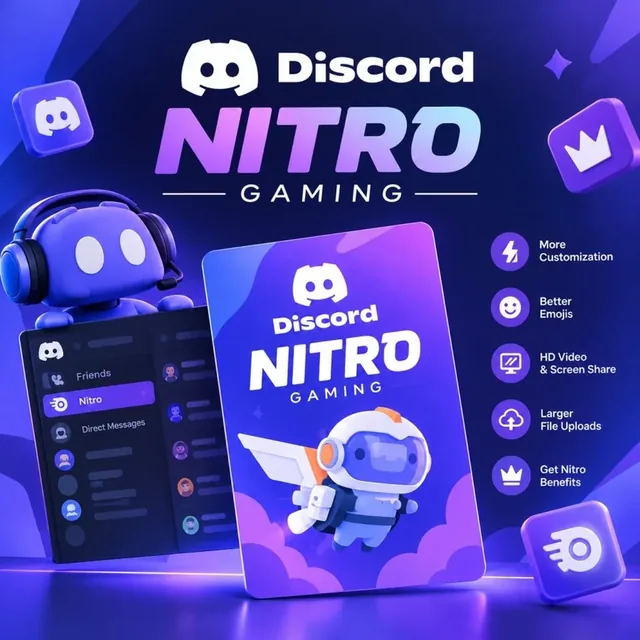 Discord
NITRO
GAMING
Discord
NITRO
GAMING
Friends
Nitro
Direct Messages
More
Customization
Better
Emojis
HD Video
& Screen Share
Larger
File Uploads
Get Nitro
Benefits